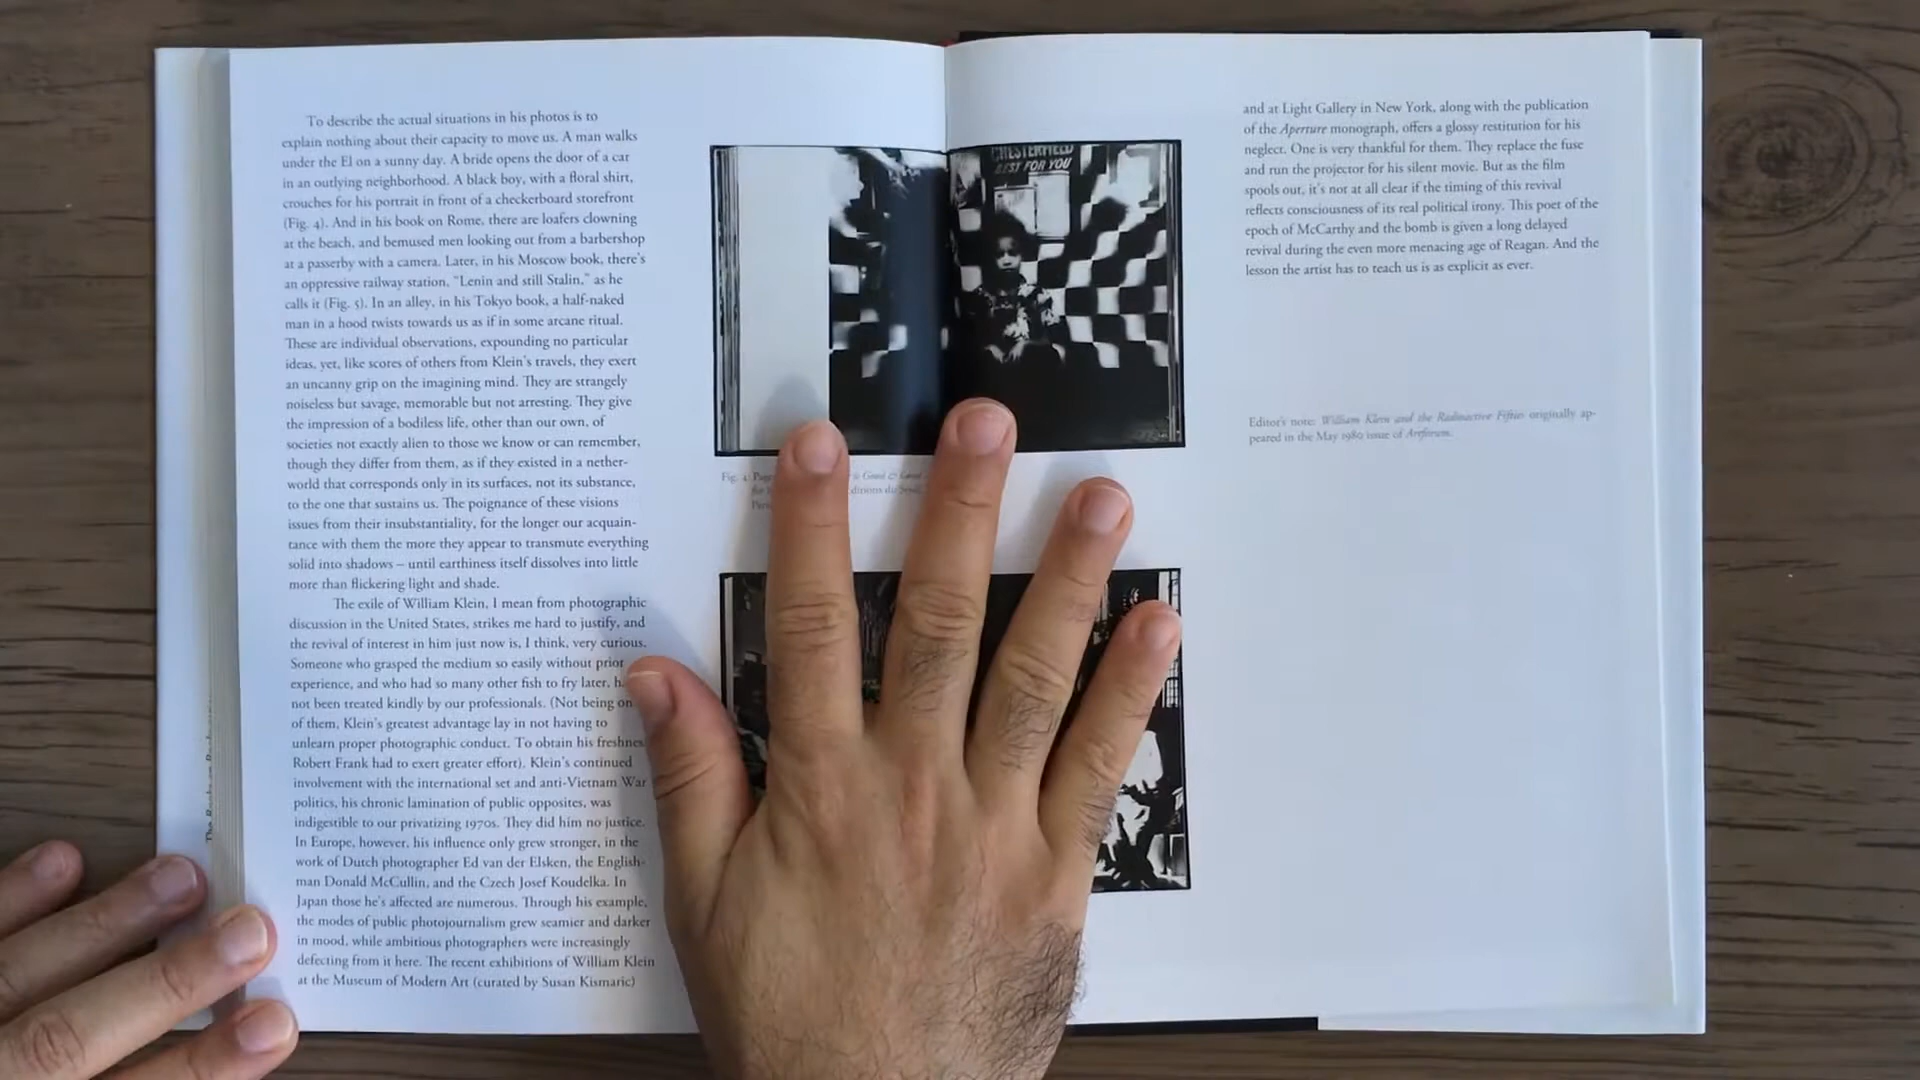 To describe the actual situations in his photos is to
explain nothing about their capacity to move us. A man walks
under the El on a sunny day. A bride opens the door of a car
in an outlying neighborhood. A black boy, with a floral shirt,
crouches for his portrait in front of a checkerboard storefront
(Fig. 4). And in his book on Rome, there are loafers clowning
at the beach, and bemused men looking out from a barbershop
at a passerby with a camera. Later, in his Moscow book, there's
an oppressive railway station, "Lenin and still Stalin," as he
calls it (Fig. 5). In an alley, in his Tokyo book, a half-naked
man in a hood twists towards us as if in some arcane ritual.
These are individual observations, expounding no particular
ideas, yet, like scores of others from Klein's travels, they exert
an uncanny grip on the imagining mind. They are strangely
noiseless but savage, memorable but not arresting. They give
the impression of a bodiless life, other than our own, of
societies not exactly alien to those we know or can remember,
though they differ from them, as if they existed in a nether-
world that corresponds only in its surfaces, not its substance,
to the one that sustains us. The poignance of these visions
issues from their insubstantiality, for the longer our acquain-
tance with them the more they appear to transmute everything
solid into shadows – until earthiness itself dissolves into little
more than flickering light and shade.
The exile of William Klein, I mean from photographic
discussion in the United States, strikes me hard to justify, and
the revival of interest in him just now is, I think, very curious.
Someone who grasped the medium so easily without prior
experience, and who had so many other fish to fry later,
not been treated kindly by our professionals. (Not being
of them, Klein's greatest advantage lay in not having to
unlearn proper photographic conduct. To obtain his
Robert Frank had to exert greater effort). Klein's continued
involvement with the international set and anti-Vietnam War
politics, his chronic lamination of public opposites, was
indigestible to our privatizing 1970s. They did him no justice.
In Europe, however, his influence only grew stronger, in the
work of Dutch photographer Ed van der Elsken, the English-
man Donald McCullin, and the Czech Josef Koudelka. In
Japan those he's affected are numerous. Through his example,
the modes of public photojournalism grew seamier and darker
in mood, while ambitious photographers were increasingly
defecting from it here. The recent exhibitions of William Klein
at the Museum of Modern Art (curated by Susan Kismaric)
CHESTERFIELD
BEST FOR YOU
Fig. 4:
and at Light Gallery in New York, along with the publication
of the Aperture monograph, offers a glossy restitution for his
neglect. One is very thankful for them. They replace the fuse
and run the projector for his silent movie. But as the film
spools out, it's not at all clear if the timing of this revival
reflects consciousness of its real political irony. This poet of the
epoch of McCarthy and the bomb is given a long delayed
revival during the even more menacing age of Reagan. And the
lesson the artist has to teach us is as explicit as ever.
Editor's note: William Klein and the Radioactive Fifties originally ap-
peared in the May 1980 issue of Artforum.